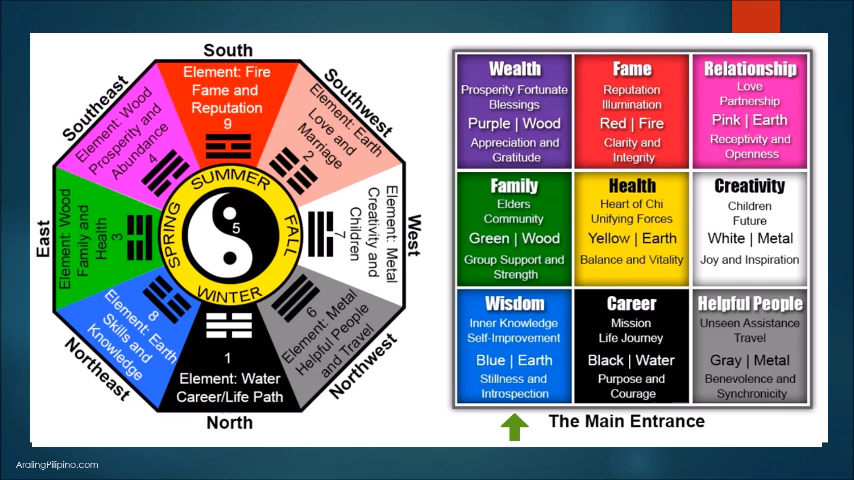 South
Element: Fire
Fame and
Reputation
9
Southwest
Element: Earth
Love and
Marriage
2
West
Element: Metal
Creativity and
Children
7
Northwest
Element: Metal
Helpful People
and Travel
6
North
1
Element: Water
Career/Life Path
Northeast
Element: Earth
Skills and
Knowledge
8
East
Element: Wood
Family and
Health
3
Southeast
Element: Wood
Prosperity and
Abundance
4
SUMMER
FALL
WINTER
SPRING
5
Wealth
Prosperity Fortunate
Blessings
Purple | Wood
Appreciation and
Gratitude
Fame
Reputation
Illumination
Red | Fire
Clarity and
Integrity
Relationship
Love
Partnership
Pink | Earth
Receptivity and
Openness
Family
Elders
Community
Green | Wood
Group Support and
Strength
Health
Heart of Chi
Unifying Forces
Yellow | Earth
Balance and Vitality
Creativity
Children
Future
White | Metal
Joy and Inspiration
Wisdom
Inner Knowledge
Self-Improvement
Blue | Earth
Stillness and
Introspection
Career
Mission
Life Journey
Black | Water
Purpose and
Courage
Helpful People
Unseen Assistance
Travel
Gray | Metal
Benevolence and
Synchronicity
The Main Entrance
AralingPilipino.com